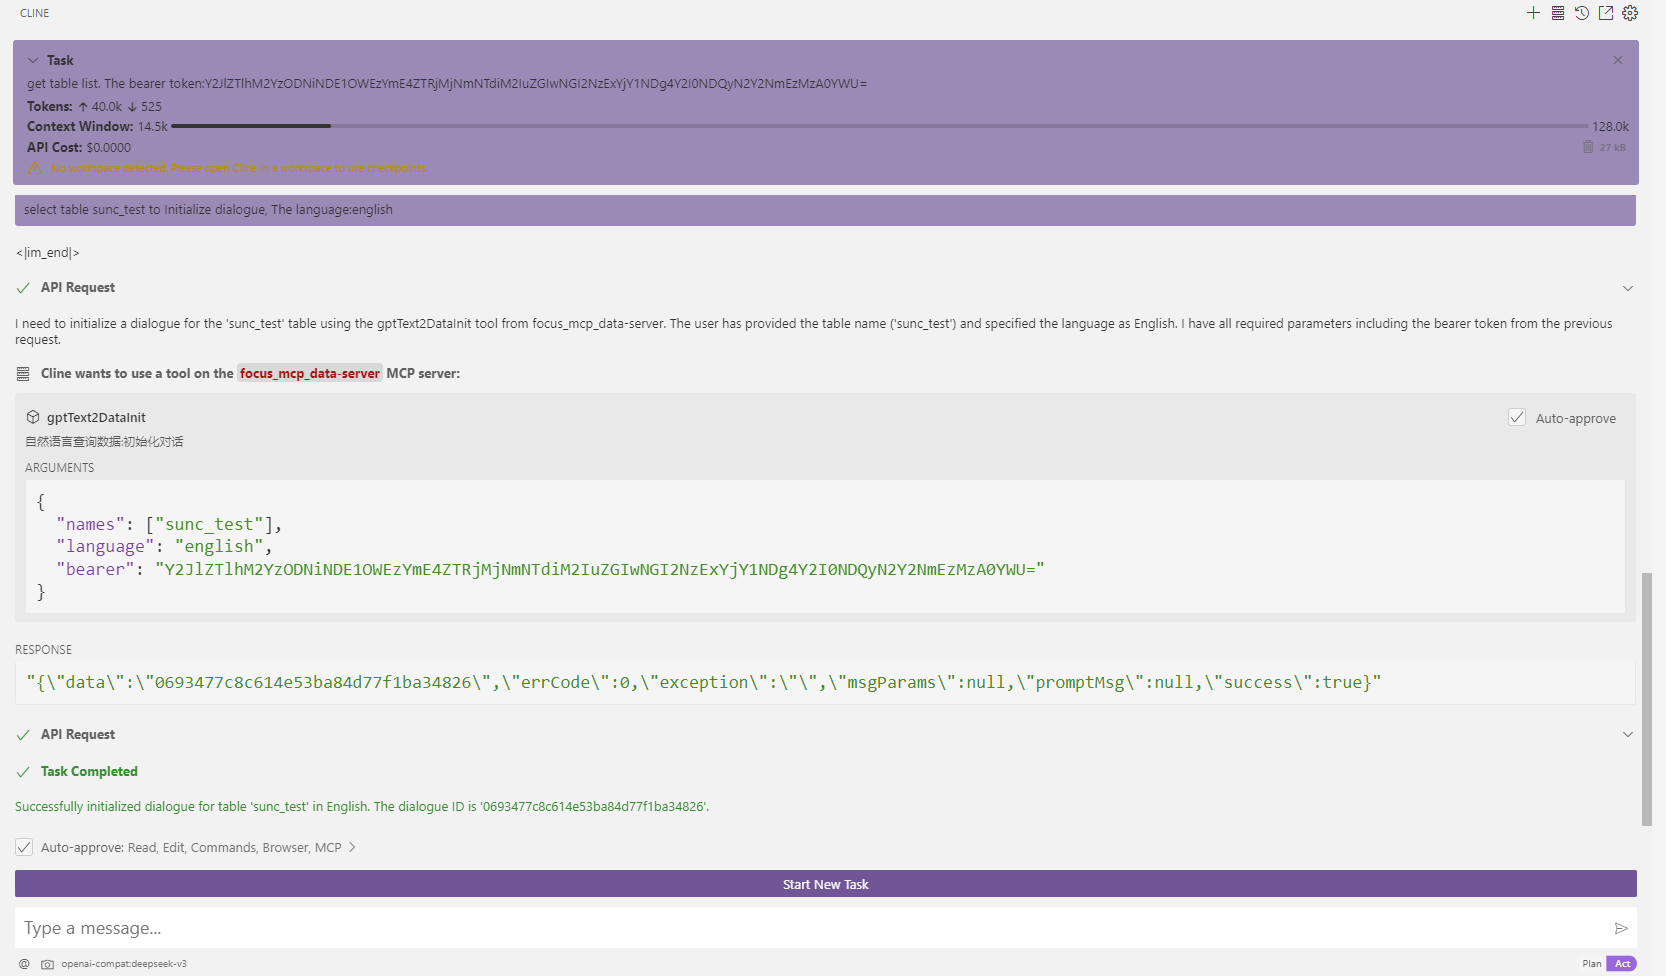 CLINE
Task
get table list. The bearer token:Y2JlZTlhM2YzODNiNDE1OWEzYmE4ZTRjMjNmNTdiM2IuZGIwNGI2NzExYjY1NDg4Y2I0NDQyN2Y2NmEzMzA0YWU=
Tokens: ↑ 40.0k ↓ 525
Context Window: 14.5k 128.0k
API Cost: $0.0000 27 kB
No workspace detected. Please open Cline in a workspace to use checkpoints.
select table sunc_test to Initialize dialogue, The language:english
<|im_end|>
API Request
I need to initialize a dialogue for the 'sunc_test' table using the gptText2DataInit tool from focus_mcp_data-server. The user has provided the table name ('sunc_test') and specified the language as English. I have all required parameters including the bearer token from the previous
request.
Cline wants to use a tool on the focus_mcp_data-server MCP server:
gptText2DataInit Auto-approve
自然语言查询数据:初始化对话
ARGUMENTS
{
"names": ["sunc_test"],
"language": "english",
"bearer": "Y2JlZTlhM2YzODNiNDE1OWEzYmE4ZTRjMjNmNTdiM2IuZGIwNGI2NzExYjY1NDg4Y2I0NDQyN2Y2NmEzMzA0YWU="
}
RESPONSE
"{\"data\":\"0693477c8c614e53ba84d77f1ba34826\",\"errCode\":0,\"exception\":\"\",\"msgParams\":null,\"promptMsg\":null,\"success\":true}"
API Request
Task Completed
Successfully initialized dialogue for table 'sunc_test' in English. The dialogue ID is '0693477c8c614e53ba84d77f1ba34826'.
Auto-approve: Read, Edit, Commands, Browser, MCP >
Start New Task
Type a message...
@ openai-compat:deepseek-v3 Plan Act